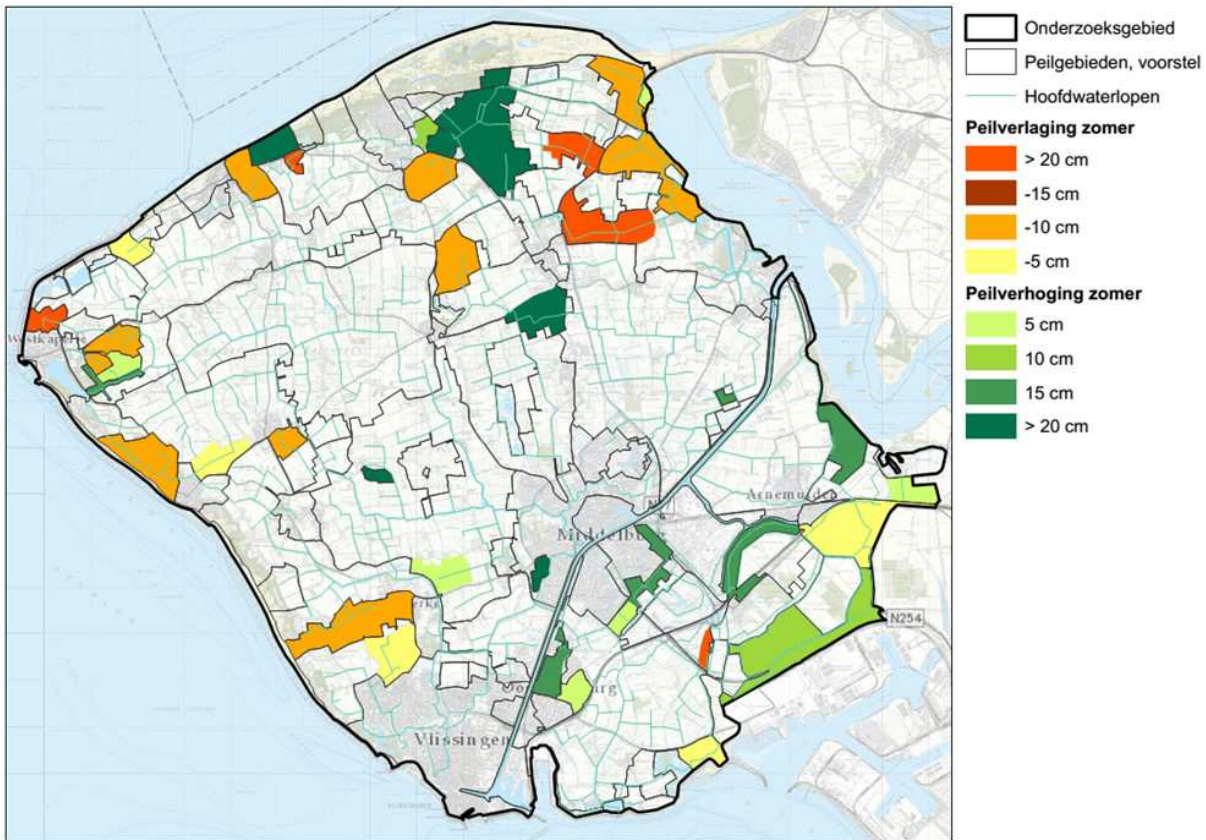 Onderzoeksgebied
Peilgebieden, voorstel
Hoofdwaterlopen
Peilverlaging zomer
> 20 cm
-15 cm
-10 cm
-5 cm
Peilverhoging zomer
5 cm
10 cm
15 cm
> 20 cm
Arnemuiden
Middelburg
N254
Vlissingen